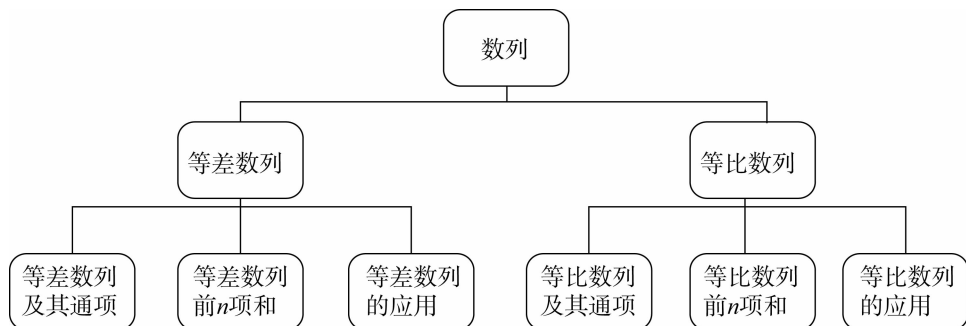 数列
等差数列
等比数列
等差数列
及其通项
等差数列
前n项和
等差数列
的应用
等比数列
及其通项
等比数列
前n项和
等比数列
的应用